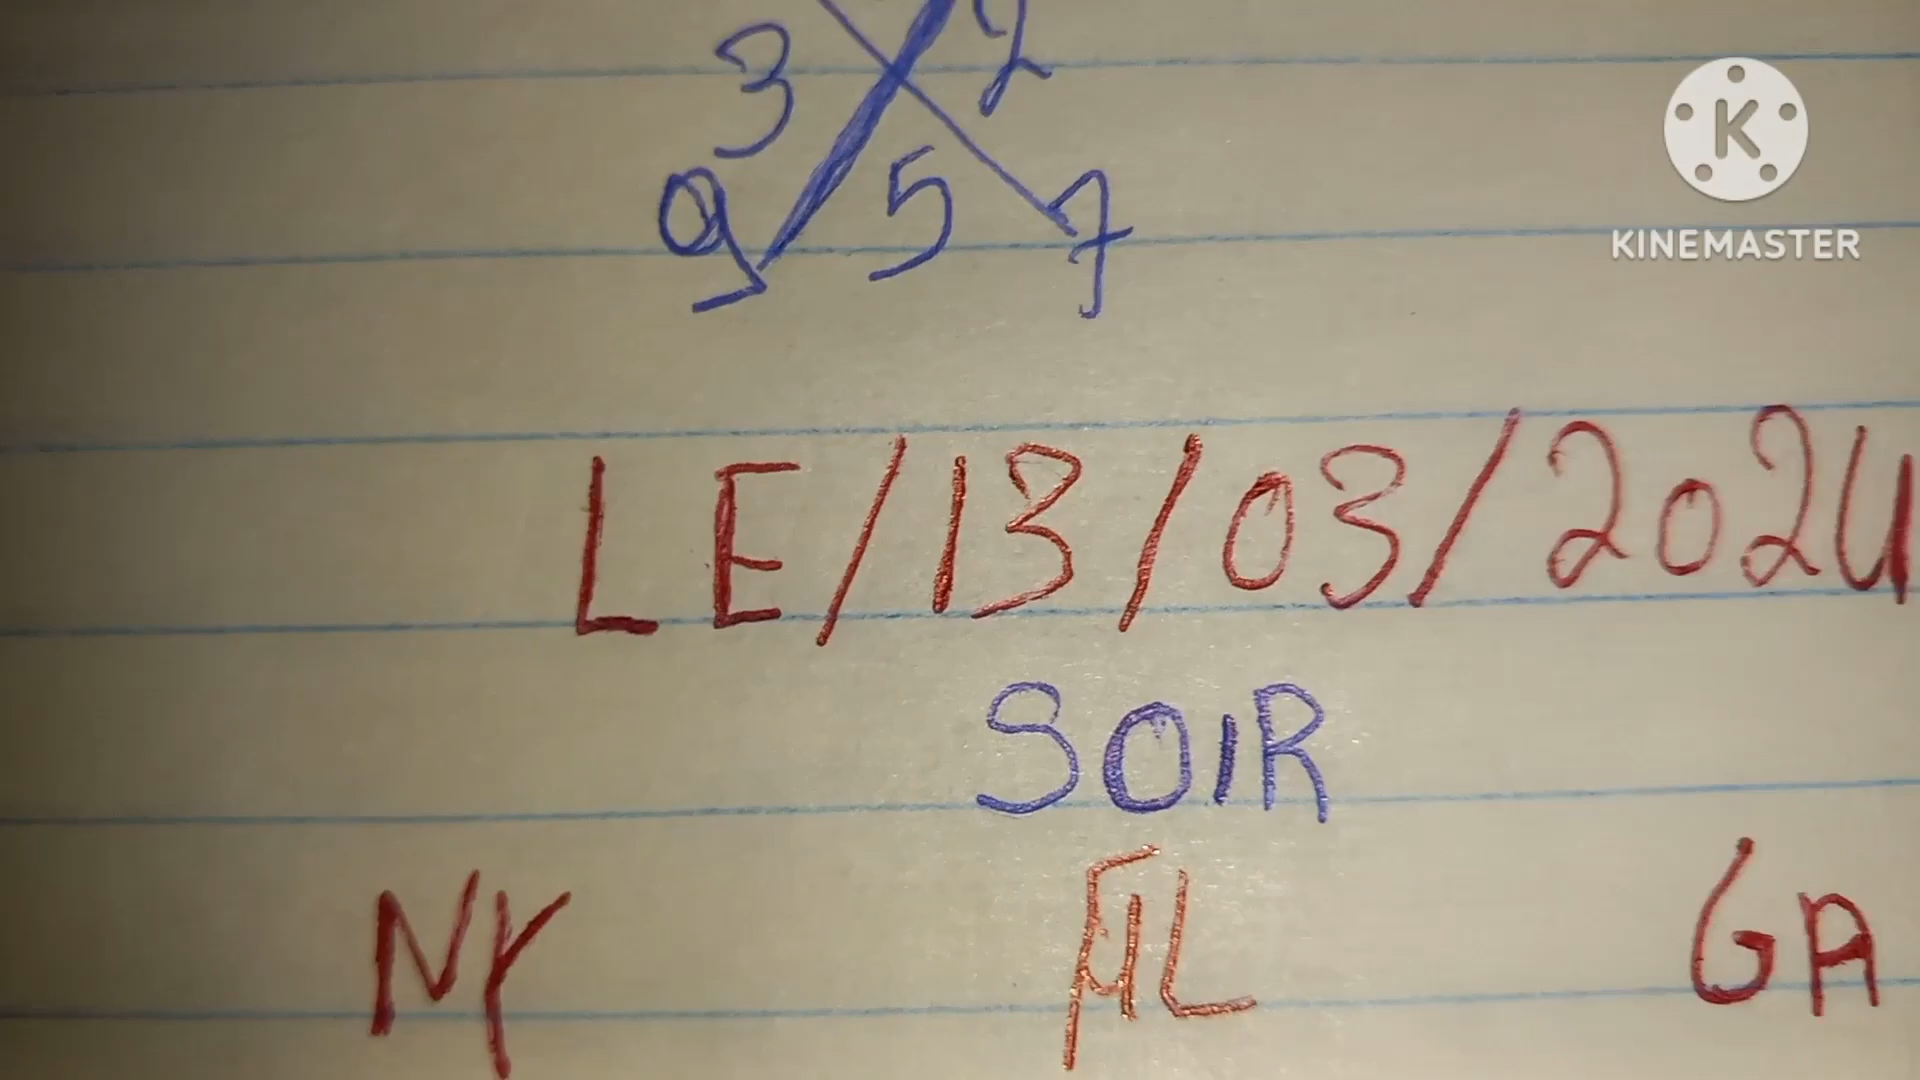 3 2
9 5 7
K
KINEMASTER
LE/13/03/2024
SOIR
NY FL GA